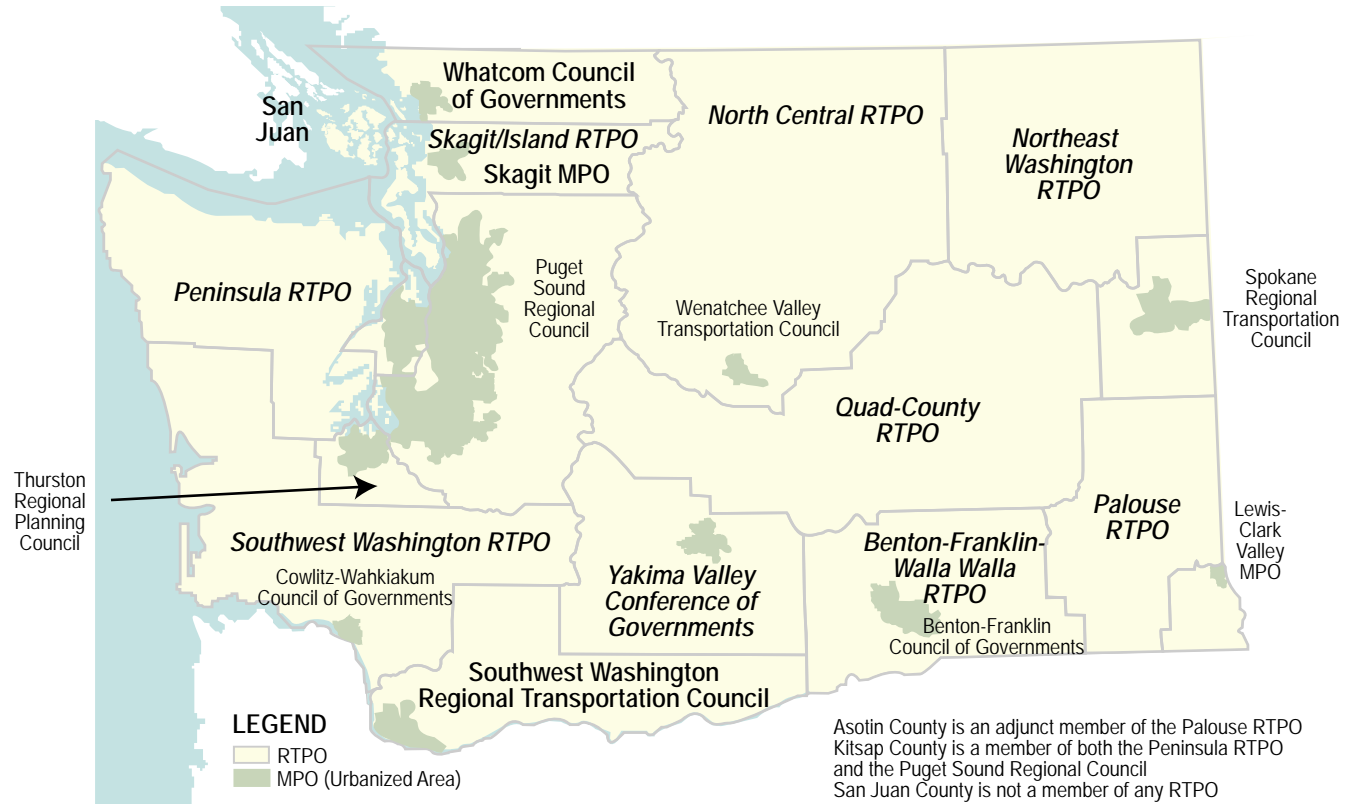 Whatcom Council
of Governments
San
Juan
North Central RTPO
Skagit/Island RTPO
Skagit MPO
Northeast
Washington
RTPO
Peninsula RTPO
Puget
Sound
Regional
Council
Wenatchee Valley
Transportation Council
Spokane
Regional
Transportation
Council
Quad-County
RTPO
Thurston
Regional
Planning
Council
Palouse
RTPO
Lewis-
Clark
Valley
MPO
Southwest Washington RTPO
Cowlitz-Wahkiakum
Council of Governments
Yakima Valley
Conference of
Governments
Benton-Franklin-
Walla Walla
RTPO
Benton-Franklin
Council of Governments
Southwest Washington
Regional Transportation Council
LEGEND
RTPO
MPO (Urbanized Area)
Asotin County is an adjunct member of the Palouse RTPO
Kitsap County is a member of both the Peninsula RTPO
and the Puget Sound Regional Council
San Juan County is not a member of any RTPO